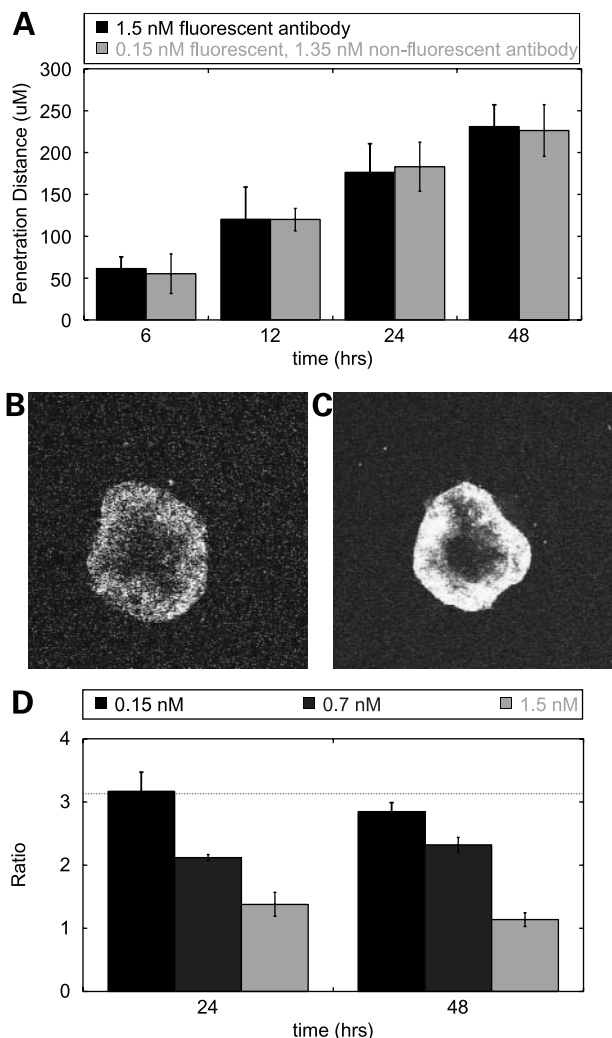 A
1.5 nM fluorescent antibody
0.15 nM fluorescent, 1.35 nM non-fluorescent antibody
Penetration Distance (uM)
300
250
200
150
100
50
0
6 12 24 48
time (hrs)
B C
D
0.15 nM 0.7 nM 1.5 nM
Ratio
4
3
2
1
0
24 48
time (hrs)